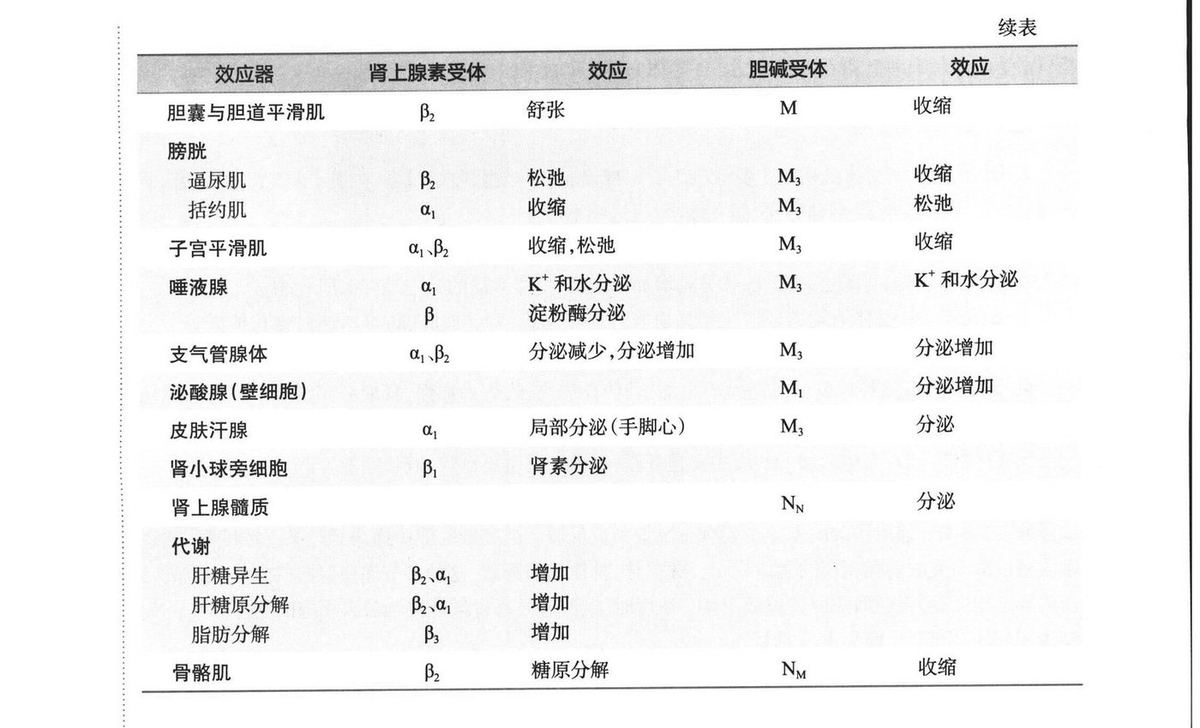 续表
效应器 肾上腺素受体 效应 胆碱受体 效应
胆囊与胆道平滑肌 β₂ 舒张 M 收缩
膀胱
逼尿肌 β₂ 松弛 M₃ 收缩
括约肌 α₁ 收缩 M₃ 松弛
子宫平滑肌 α₁、β₂ 收缩,松弛 M₃ 收缩
唾液腺 α₁ K⁺和水分泌 M₃ K⁺和水分泌
β 淀粉酶分泌
支气管腺体 α₁、β₂ 分泌减少,分泌增加 M₃ 分泌增加
泌酸腺(壁细胞) M₁ 分泌增加
皮肤汗腺 α₁ 局部分泌(手脚心) M₃ 分泌
肾小球旁细胞 β₁ 肾素分泌
肾上腺髓质 N_N 分泌
代谢
肝糖异生 β₂、α₁ 增加
肝糖原分解 β₂、α₁ 增加
脂肪分解 β₃ 增加
骨骼肌 β₂ 糖原分解 N_M 收缩